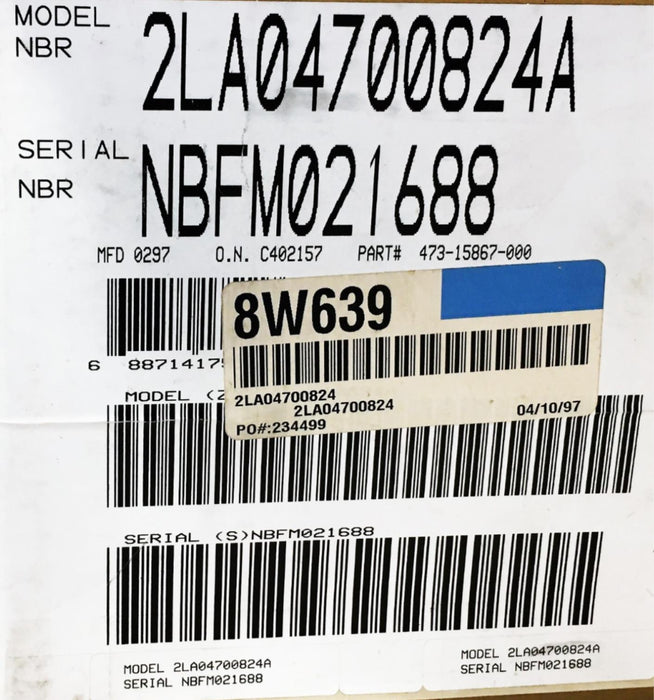 MODEL
NBR 2LA04700824A
SERIAL
NBR NBFM021688
MFD 0297 O.N. C402157 PART# 473-15867-000
8W639
6 8871417
MODEL (
2LA04700824
2LA04700824 04/10/97
PO#:234499
SERIAL (S)NBFM021688
MODEL 2LA04700824A MODEL 2LA04700824A
SERIAL NBFM021688 SERIAL NBFM021688